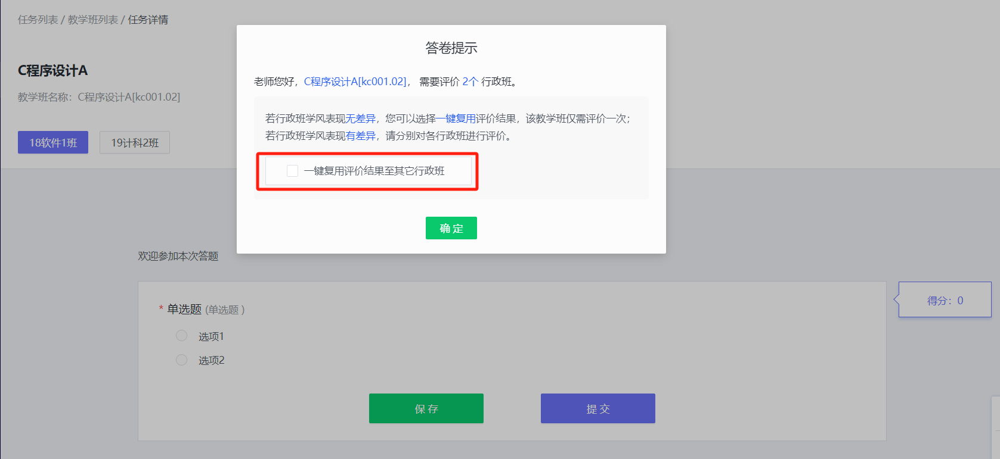 任务列表 / 教学班列表 / 任务详情
C程序设计A
教学班名称：C程序设计A[kc001.02]
18软件1班
19计科2班
答卷提示
老师您好，C程序设计A[kc001.02]， 需要评价 2个 行政班。
若行政班学风表现无差异，您可以选择一键复用评价结果，该教学班仅需评价一次；
若行政班学风表现有差异，请分别对各行政班进行评价。
一键复用评价结果至其它行政班
确 定
欢迎参加本次答题
* 单选题 (单选题 )
选项1
选项2
得分：0
保 存
提 交